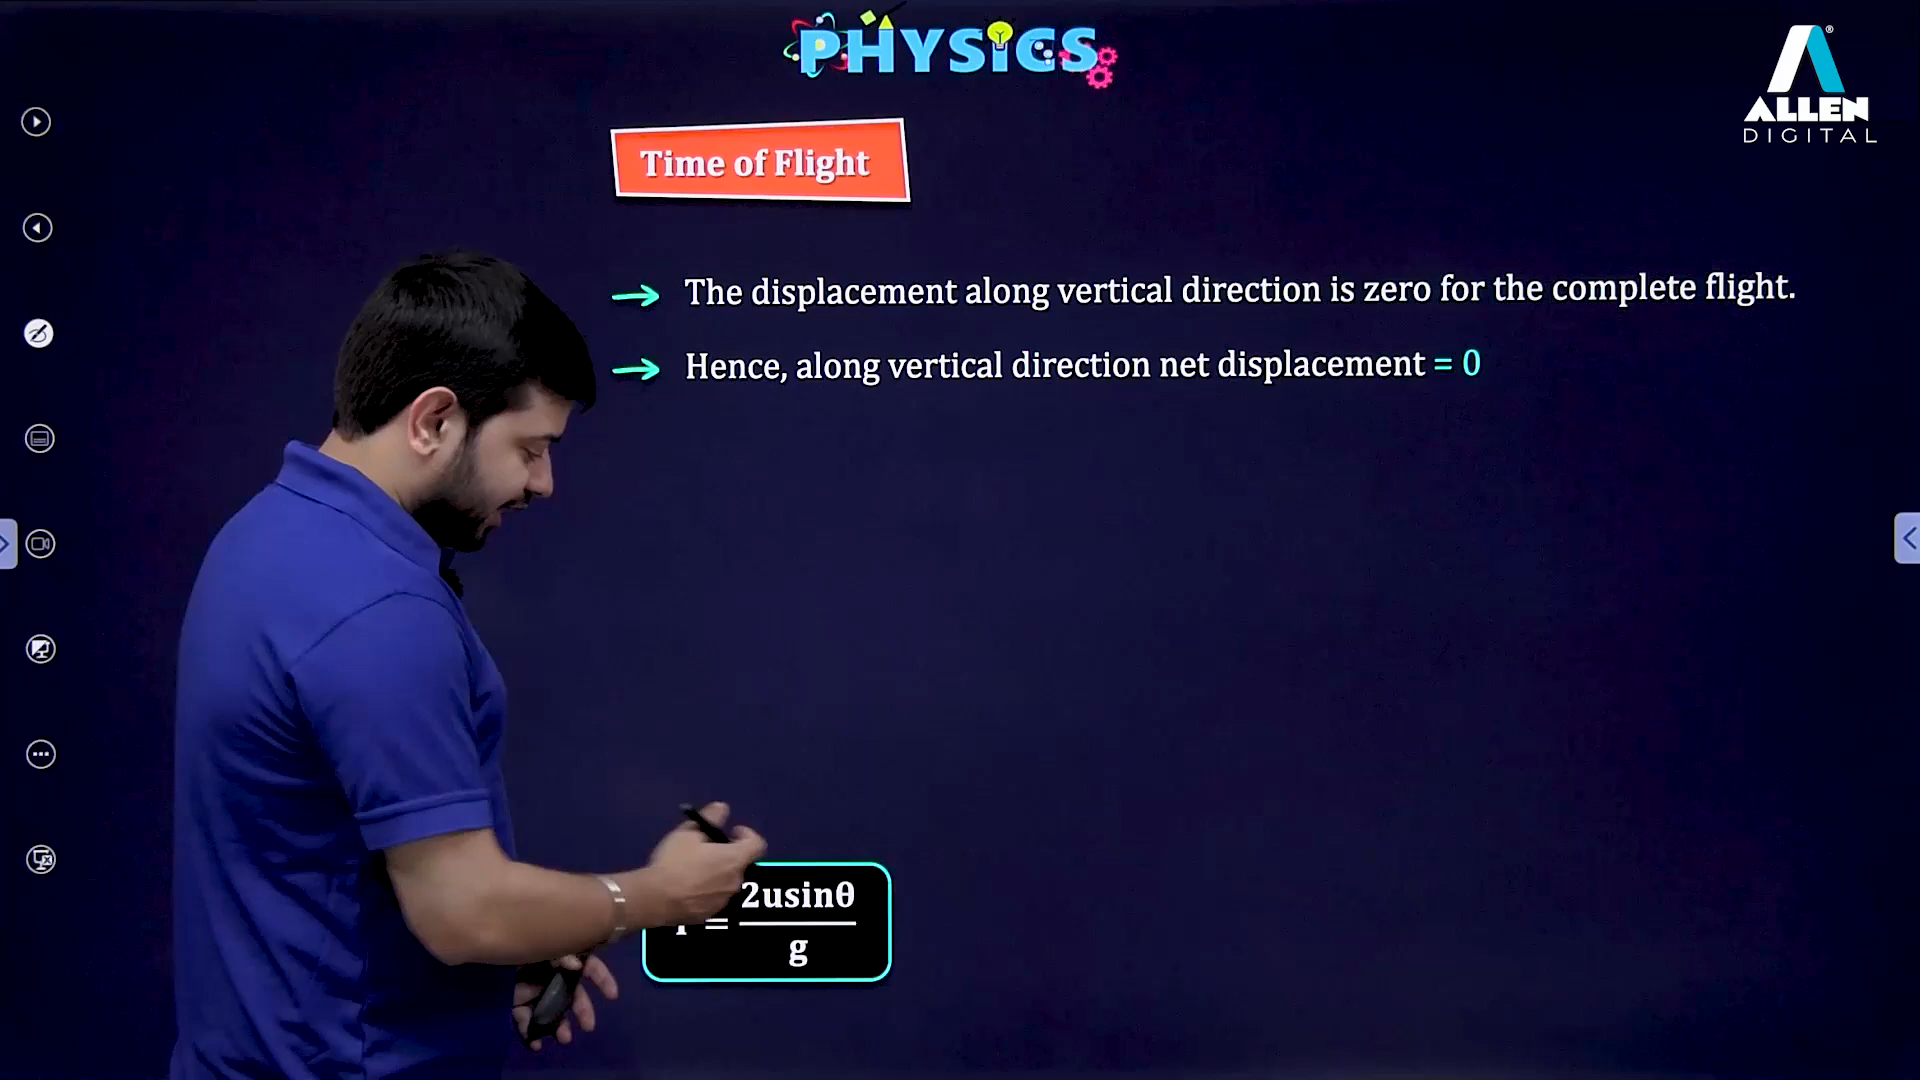 PHYSICS
ALLEN
DIGITAL
Time of Flight
→ The displacement along vertical direction is zero for the complete flight.
→ Hence, along vertical direction net displacement = 0
= 2usinθ
g